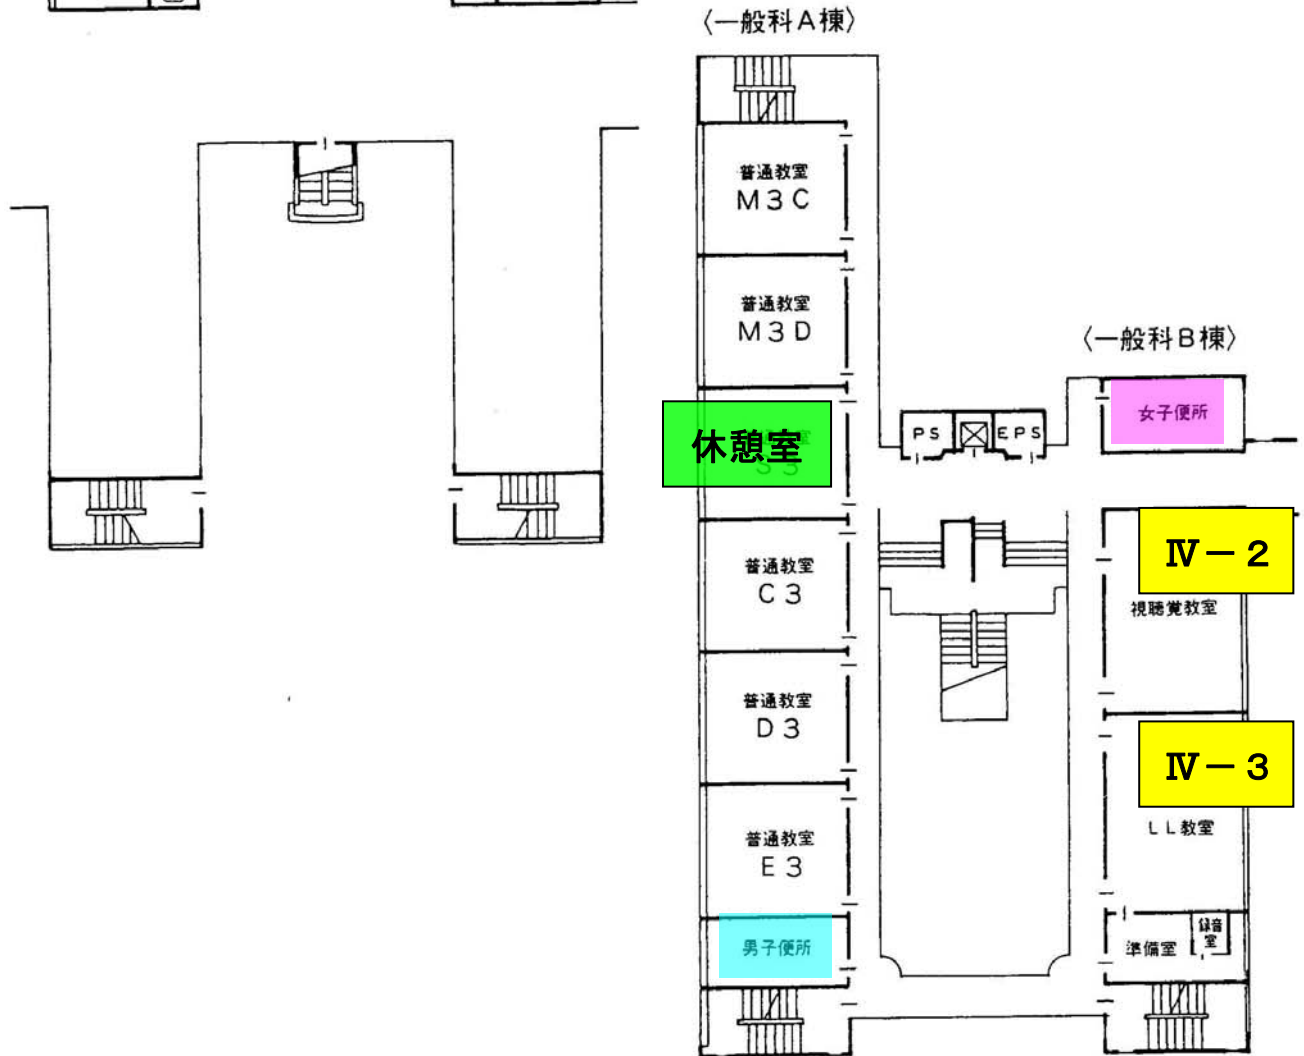 〈一般科A棟〉
普通教室
M3C
普通教室
M3D
〈一般科B棟〉
女子便所
PS
EPS
休憩室
S3
普通教室
C3
Ⅳ－2
視聴覚教室
普通教室
D3
Ⅳ－3
LL教室
普通教室
E3
男子便所
準備室
録音
室